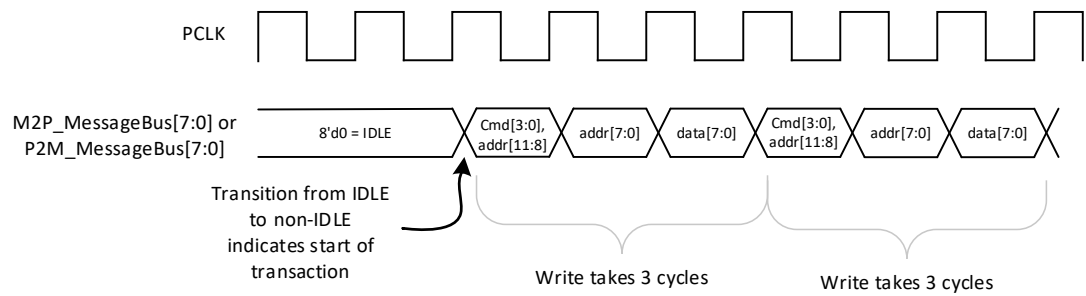 PCLK
M2P_MessageBus[7:0] or
P2M_MessageBus[7:0]
8'd0 = IDLE
Cmd[3:0],
addr[11:8]
addr[7:0]
data[7:0]
Cmd[3:0],
addr[11:8]
addr[7:0]
data[7:0]
Transition from IDLE
to non-IDLE
indicates start of
transaction
Write takes 3 cycles
Write takes 3 cycles